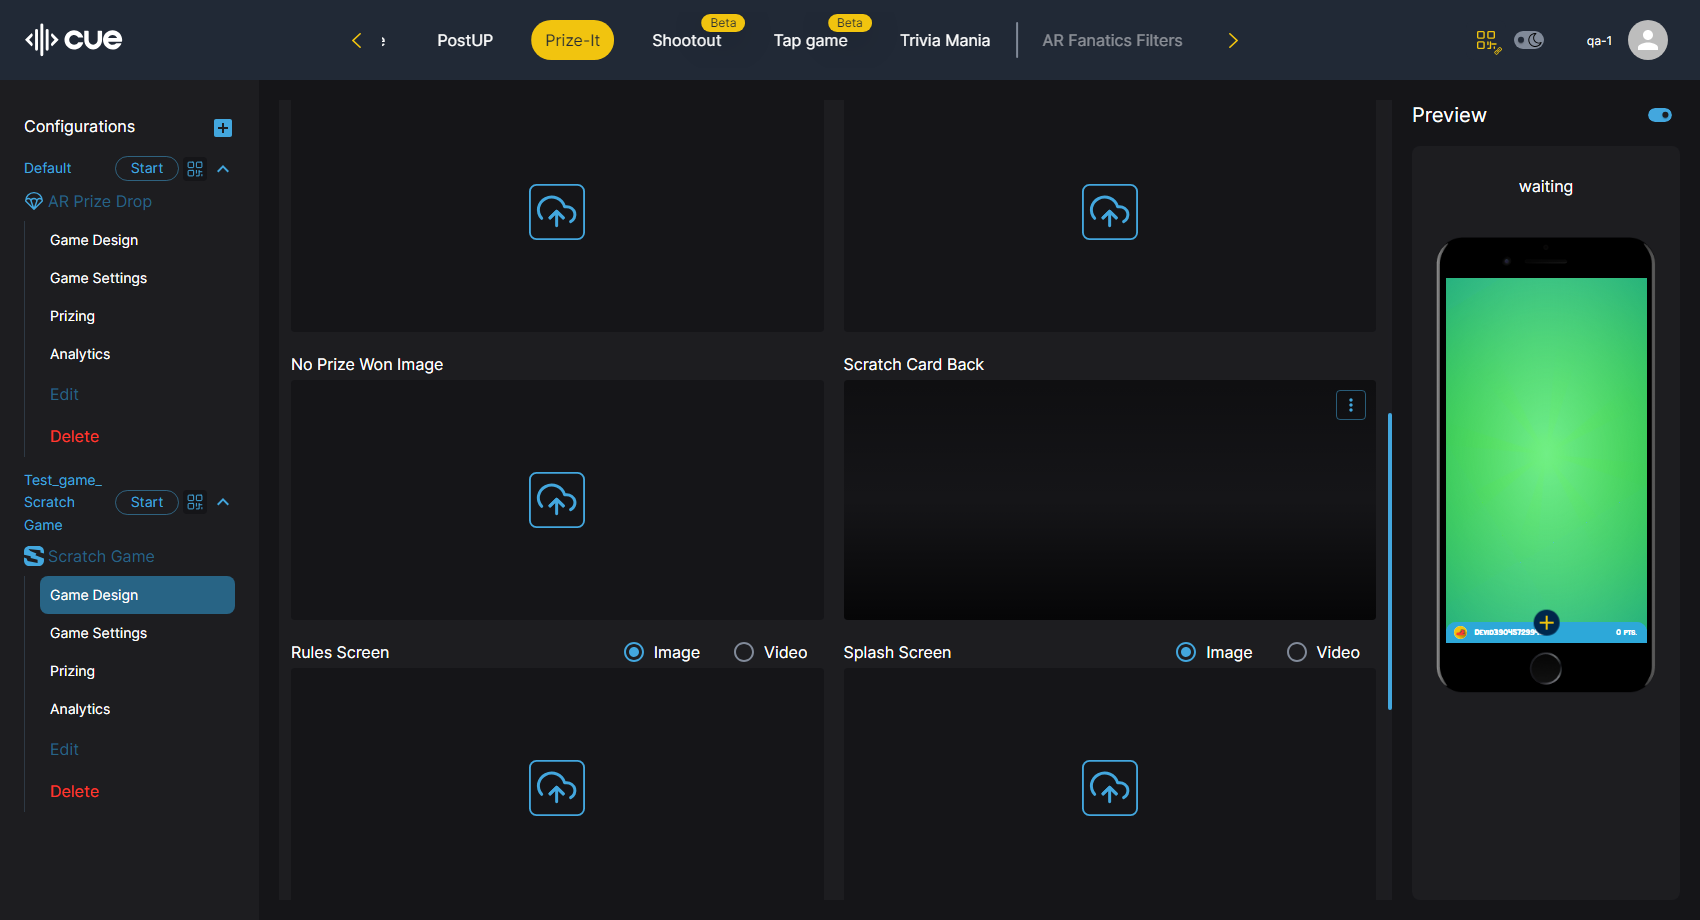 cue
PostUP
Prize-It
Shootout
Beta
Tap game
Beta
Trivia Mania
AR Fanatics Filters
qa-1
Configurations
Default
Start
AR Prize Drop
Game Design
Game Settings
Prizing
Analytics
Edit
Delete
Test_game_
Scratch
Game
Start
Scratch Game
Game Design
Game Settings
Prizing
Analytics
Edit
Delete
No Prize Won Image
Scratch Card Back
Rules Screen
Image
Video
Splash Screen
Image
Video
Preview
waiting
0 PTS.